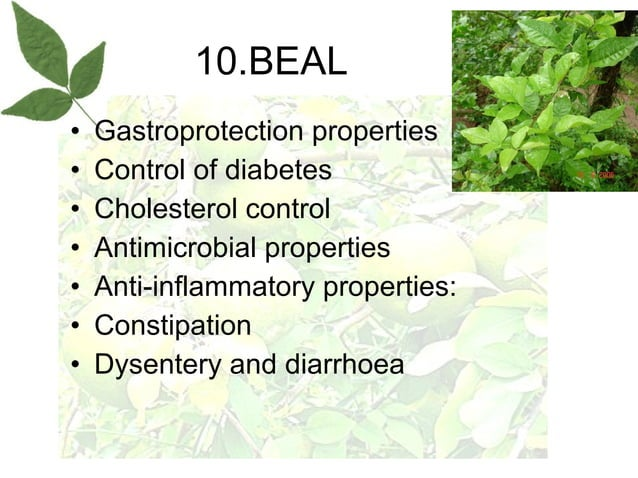 10.BEAL
• Gastroprotection properties
• Control of diabetes
• Cholesterol control
• Antimicrobial properties
• Anti-inflammatory properties:
• Constipation
• Dysentery and diarrhoea